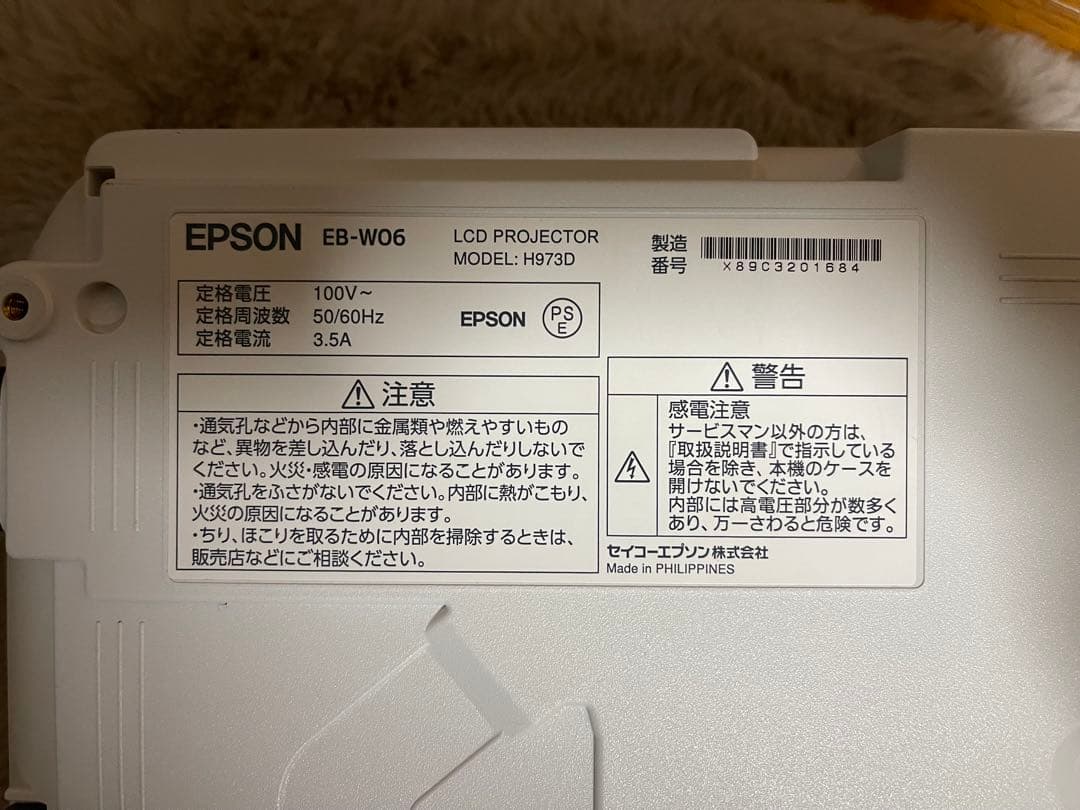 EPSON EB-W06
LCD PROJECTOR
MODEL: H973D
製造
番号
X89C3201684
定格電圧 100V～
定格周波数 50/60Hz
定格電流 3.5A
EPSON
PS
E
注意
・通気孔などから内部に金属類や燃えやすいもの
など、異物を差し込んだり、落とし込んだりしないで
ください。火災・感電の原因になることがあります。
・通気孔をふさがないでください。内部に熱がこもり、
火災の原因になることがあります。
・ちり、ほこりを取るために内部を掃除するときは、
販売店などにご相談ください。
警告
感電注意
サービスマン以外の方は、
『取扱説明書』で指示している
場合を除き、本機のケースを
開けないでください。
内部には高電圧部分が数多く
あり、万一さわると危険です。
セイコーエプソン株式会社
Made in PHILIPPINES